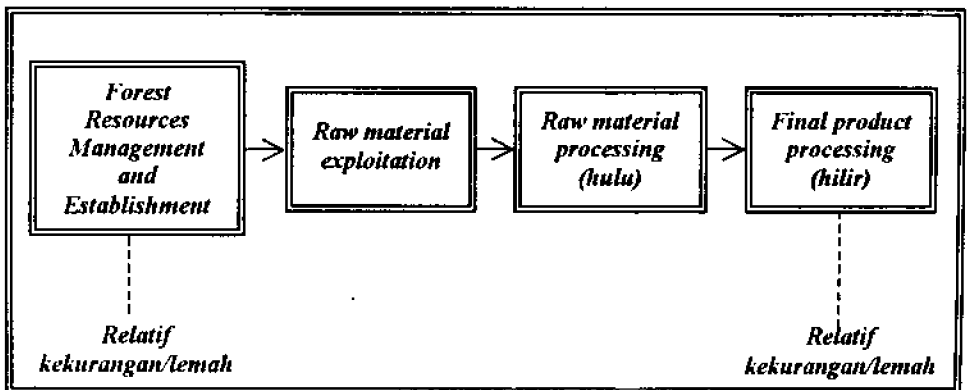 Forest
Resources
Management
and
Establishment
Raw material
exploitation
Raw material
processing
(hulu)
Final product
processing
(hilir)
Relatif
kekurangan/lemah
Relatif
kekurangan/lemah